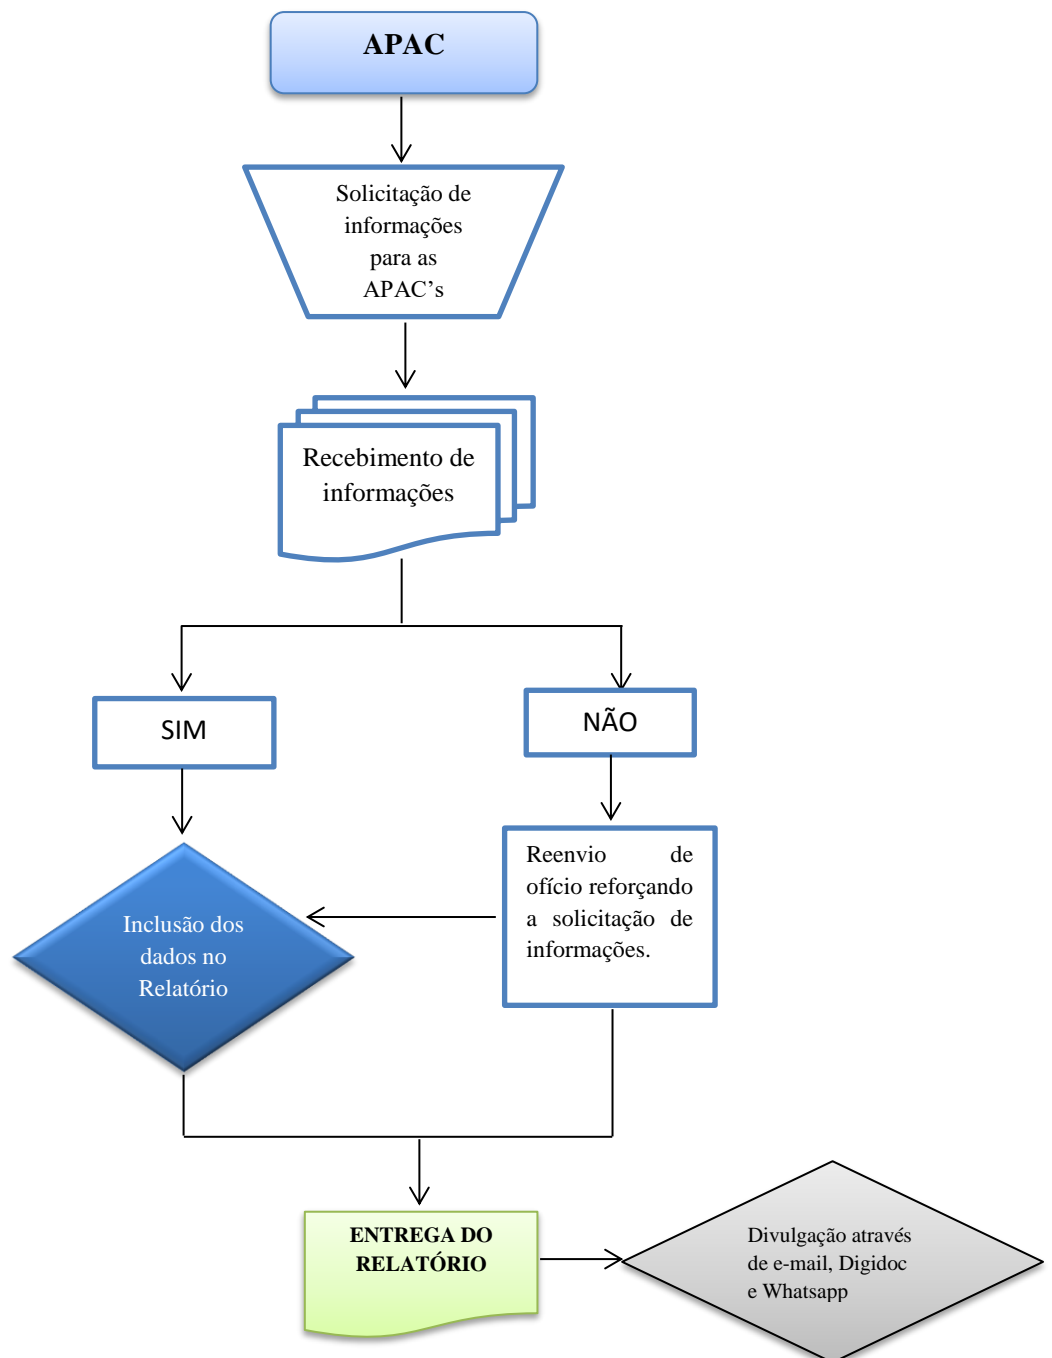 APAC
Solicitação de
informações
para as
APAC’s
Recebimento de
informações
SIM
NÃO
Reenvio de
ofício reforçando
a solicitação de
informações.
Inclusão dos
dados no
Relatório
ENTREGA DO
RELATÓRIO
Divulgação através
de e-mail, Digidoc
e Whatsapp